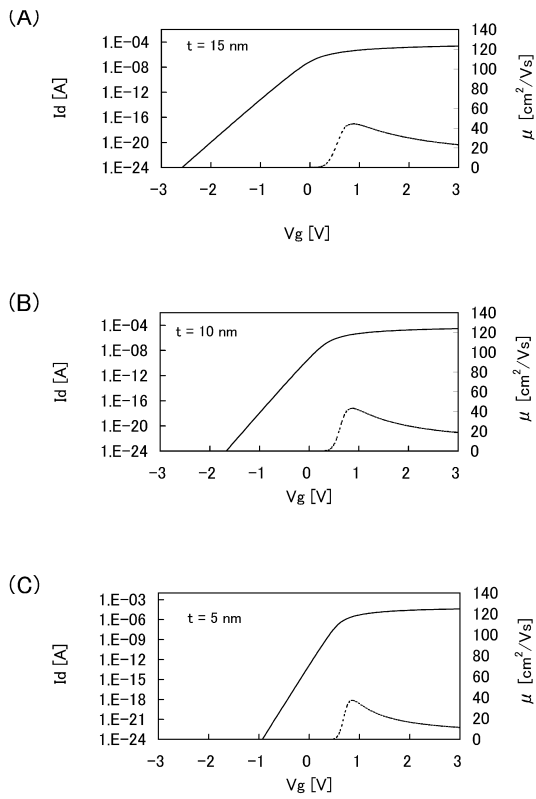 (A)
t = 15 nm
Id [A]
1.E-04
1.E-08
1.E-12
1.E-16
1.E-20
1.E-24
140
120
100
80
60
40
20
0
μ [cm²/Vs]
-3 -2 -1 0 1 2 3
Vg [V]
(B)
t = 10 nm
Id [A]
1.E-04
1.E-08
1.E-12
1.E-16
1.E-20
1.E-24
140
120
100
80
60
40
20
0
μ [cm²/Vs]
-3 -2 -1 0 1 2 3
Vg [V]
(C)
t = 5 nm
Id [A]
1.E-03
1.E-06
1.E-09
1.E-12
1.E-15
1.E-18
1.E-21
1.E-24
140
120
100
80
60
40
20
0
μ [cm²/Vs]
-3 -2 -1 0 1 2 3
Vg [V]